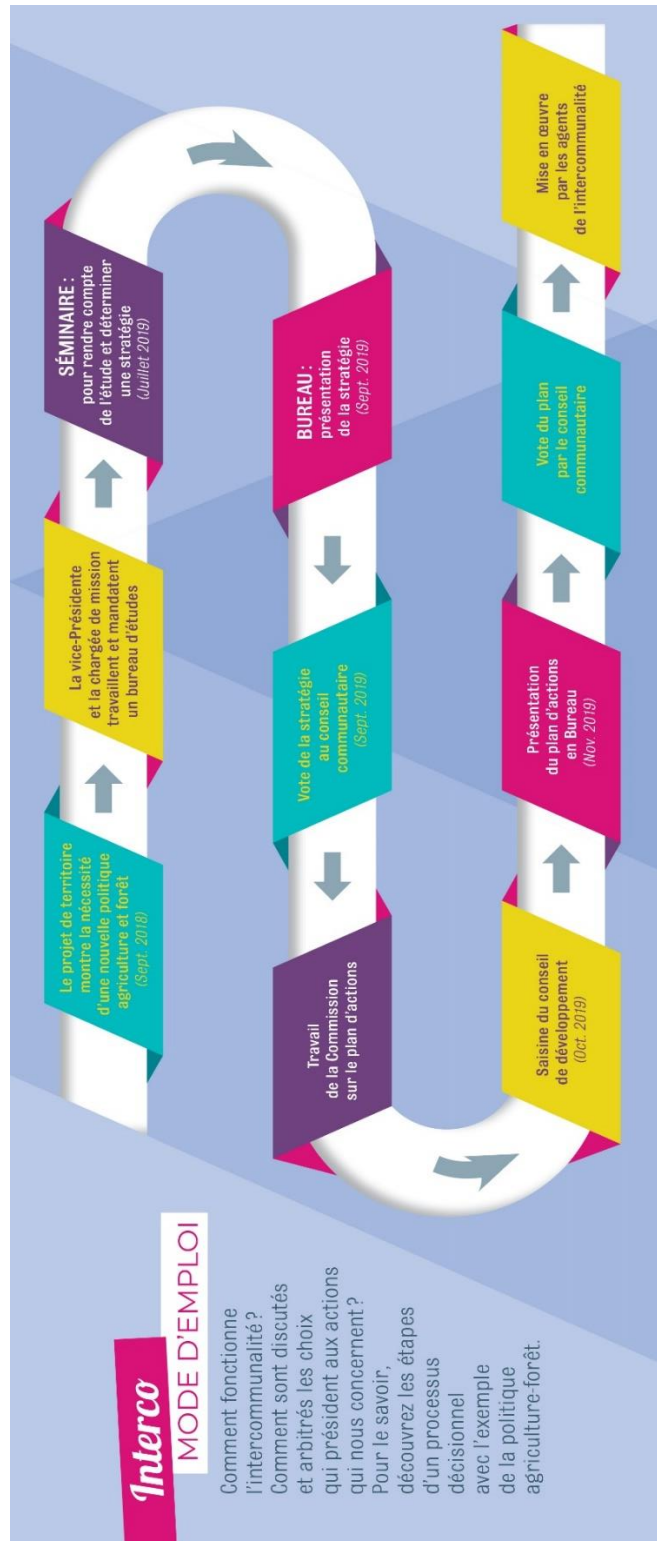 Interco
MODE D'EMPLOI
Comment fonctionne
l'intercommunalité ?
Comment sont discutés
et arbitrés les choix
qui président aux actions
qui nous concernent ?
Pour le savoir,
découvrez les étapes
d'un processus
décisionnel
avec l'exemple
de la politique
agriculture-forêt.
Le projet de territoire
montre la nécessité
d'une nouvelle politique
agriculture et forêt
(Sept. 2018)
La vice-Présidente
et la chargée de mission
travaillent et mandatent
un bureau d'études
SÉMINAIRE :
pour rendre compte
de l'étude et déterminer
une stratégie
(Juillet 2019)
BUREAU :
présentation
de la stratégie
(Sept. 2019)
Vote de la stratégie
au conseil
communautaire
(Sept. 2019)
Travail
de la Commission
sur le plan d'actions
Saisine du conseil
de développement
(Oct. 2019)
Présentation
du plan d'actions
en Bureau
(Nov. 2019)
Vote du plan
par le conseil
communautaire
Mise en œuvre
par les agents
de l'intercommunalité